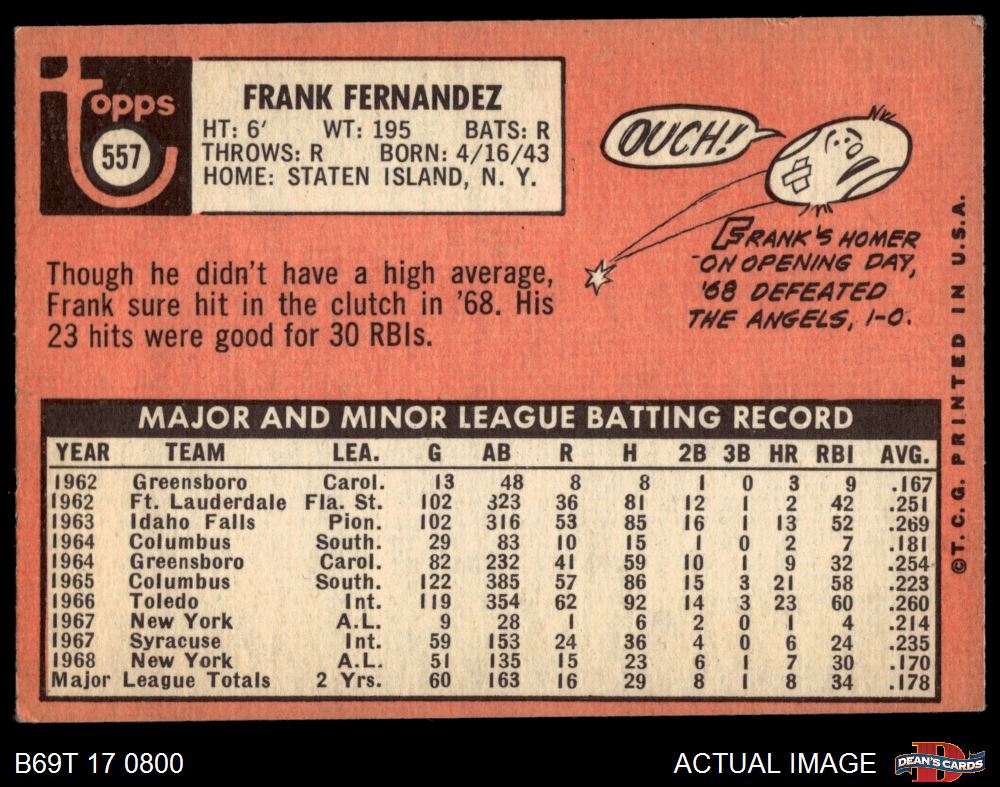 Topps
557
FRANK FERNANDEZ
HT: 6' WT: 195 BATS: R
THROWS: R BORN: 4/16/43
HOME: STATEN ISLAND, N. Y.
OUCH!
FRANK'S HOMER
ON OPENING DAY,
'68 DEFEATED
THE ANGELS, 1-0.
Though he didn't have a high average,
Frank sure hit in the clutch in '68. His
23 hits were good for 30 RBIs.
MAJOR AND MINOR LEAGUE BATTING RECORD
YEAR TEAM LEA. G AB R H 2B 3B HR RBI AVG.
1962 Greensboro Carol. 13 48 8 8 1 0 3 9 .167
1962 Ft. Lauderdale Fla. St. 102 323 36 81 12 1 2 42 .251
1963 Idaho Falls Pion. 102 316 53 85 16 1 13 52 .269
1964 Columbus South. 29 83 10 15 1 0 2 7 .181
1964 Greensboro Carol. 82 232 41 59 10 1 9 32 .254
1965 Columbus South. 122 385 57 86 15 3 21 58 .223
1966 Toledo Int. 119 354 62 92 14 3 23 60 .260
1967 New York A.L. 9 28 1 6 2 0 1 4 .214
1967 Syracuse Int. 59 153 24 36 4 0 6 24 .235
1968 New York A.L. 51 135 15 23 6 1 7 30 .170
Major League Totals 2 Yrs. 60 163 16 29 8 1 8 34 .178
©T. C. G. PRINTED IN U.S.A.
B69T 17 0800
ACTUAL IMAGE
D
DEAN'S CARDS